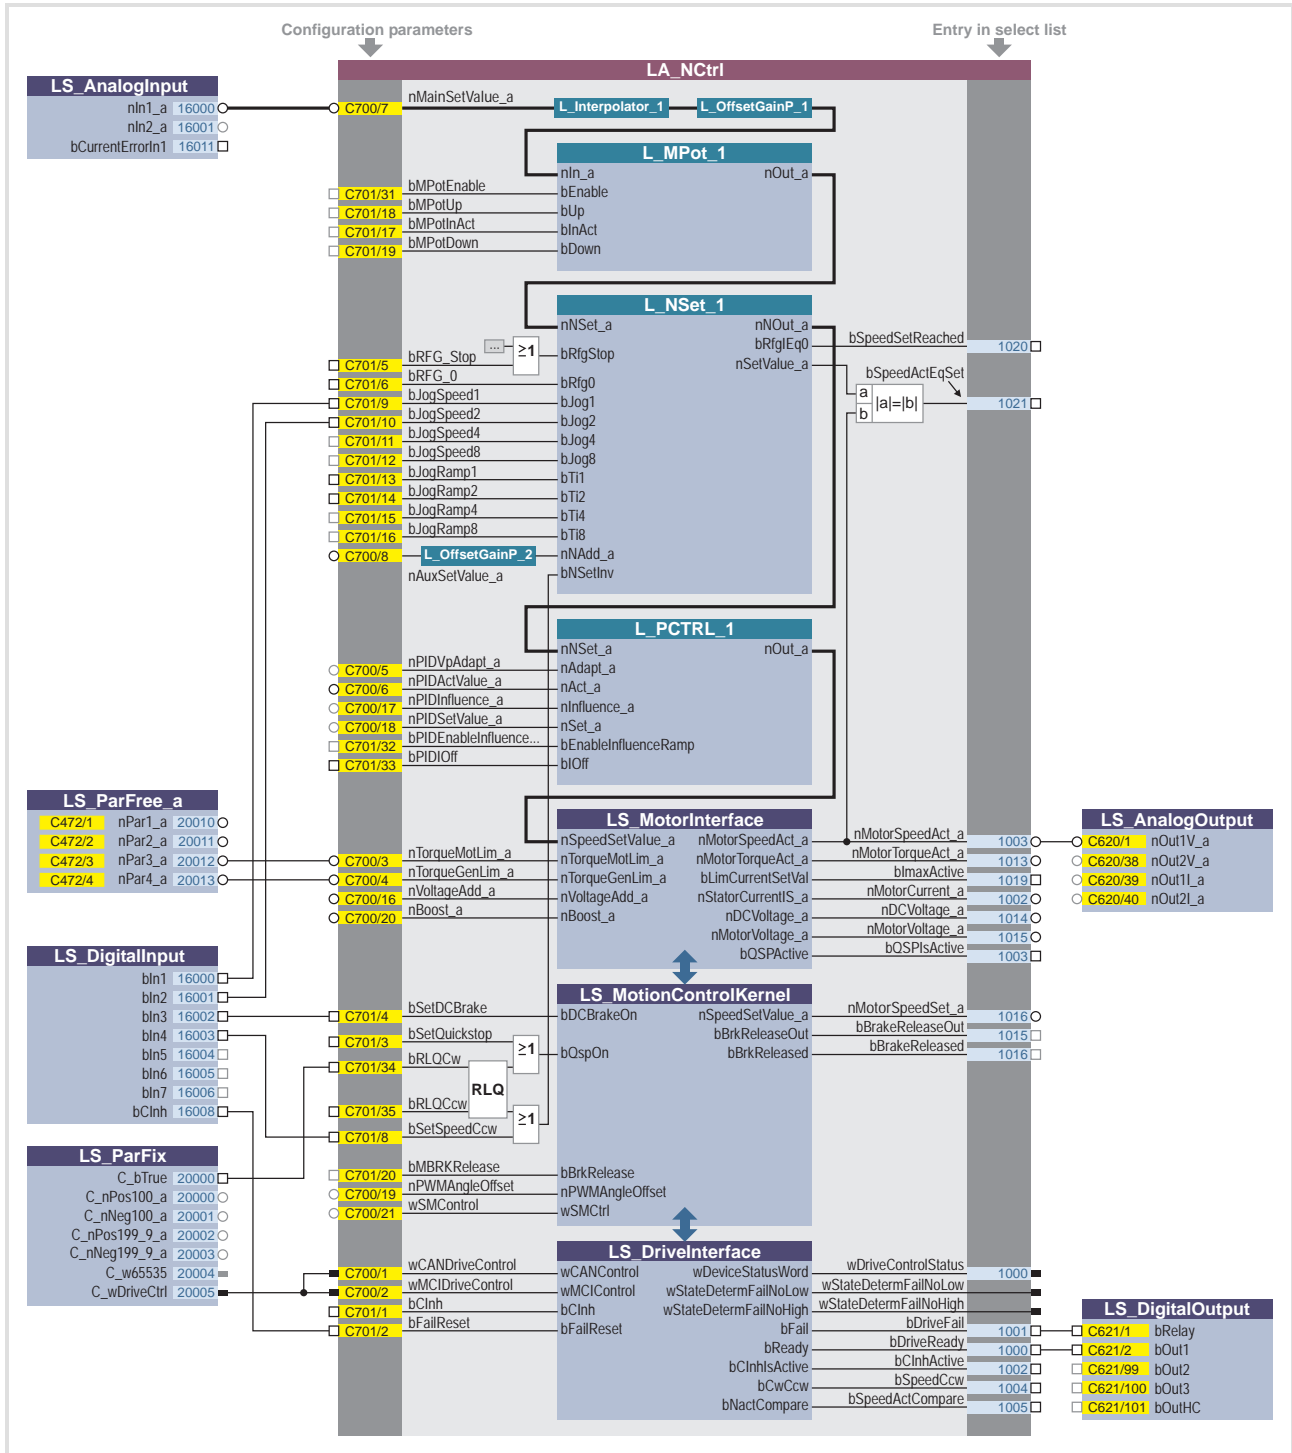 Configuration parameters
Entry in select list
LA_NCtrl
LS_AnalogInput
nIn1_a 16000
nIn2_a 16001
bCurrentErrorIn1 16011
C700/7 nMainSetValue_a
L_Interpolator_1
L_OffsetGainP_1
L_MPot_1
nIn_a nOut_a
C701/31 bMPotEnable bEnable
C701/18 bMPotUp bUp
C701/17 bMPotInAct bInAct
C701/19 bMPotDown bDown
L_NSet_1
nNSet_a nNOut_a
bRfgIEq0 bSpeedSetReached 1020
... ≥1 bRfgStop
nSetValue_a
C701/5 bRFG_Stop
C701/6 bRFG_0 bRfg0
bSpeedActEqSet
a
b
|a|=|b|
1021
C701/9 bJogSpeed1 bJog1
C701/10 bJogSpeed2 bJog2
C701/11 bJogSpeed4 bJog4
C701/12 bJogSpeed8 bJog8
C701/13 bJogRamp1 bTi1
C701/14 bJogRamp2 bTi2
C701/15 bJogRamp4 bTi4
C701/16 bJogRamp8 bTi8
C700/8 L_OffsetGainP_2 nNAdd_a
nAuxSetValue_a bNSetInv
L_PCTRL_1
nNSet_a nOut_a
C700/5 nPIDVpAdapt_a nAdapt_a
C700/6 nPIDActValue_a nAct_a
C700/17 nPIDInfluence_a nInfluence_a
C700/18 nPIDSetValue_a nSet_a
C701/32 bPIDEnableInfluence... bEnableInfluenceRamp
C701/33 bPIDIOff bIOff
LS_ParFree_a
C472/1 nPar1_a 20010
C472/2 nPar2_a 20011
C472/3 nPar3_a 20012
C472/4 nPar4_a 20013
LS_MotorInterface
nSpeedSetValue_a nMotorSpeedAct_a nMotorSpeedAct_a 1003
C700/3 nTorqueMotLim_a nTorqueMotLim_a nMotorTorqueAct_a nMotorTorqueAct_a 1013
C700/4 nTorqueGenLim_a nTorqueGenLim_a bLimCurrentSetVal bImaxActive 1019
C700/16 nVoltageAdd_a nVoltageAdd_a nStatorCurrentIS_a nMotorCurrent_a 1002
C700/20 nBoost_a nBoost_a nDCVoltage_a nDCVoltage_a 1014
nMotorVoltage_a nMotorVoltage_a 1015
bQSPActive bQSPIsActive 1003
LS_AnalogOutput
C620/1 nOut1V_a
C620/38 nOut2V_a
C620/39 nOut1I_a
C620/40 nOut2I_a
LS_DigitalInput
bIn1 16000
bIn2 16001
bIn3 16002
bIn4 16003
bIn5 16004
bIn6 16005
bIn7 16006
bCInh 16008
LS_MotionControlKernel
C701/4 bSetDCBrake bDCBrakeOn nSpeedSetValue_a nMotorSpeedSet_a 1016
C701/3 bSetQuickstop bBrkReleaseOut bBrakeReleaseOut 1015
≥1 bQspOn bBrkReleased bBrakeReleased 1016
C701/34 bRLQCw
RLQ
C701/35 bRLQCcw
≥1
C701/8 bSetSpeedCcw
C701/20 bMBRKRelease bBrkRelease
C700/19 nPWMAngleOffset nPWMAngleOffset
C700/21 wSMControl wSMCtrl
LS_ParFix
C_bTrue 20000
C_nPos100_a 20000
C_nNeg100_a 20001
C_nPos199_9_a 20002
C_nNeg199_9_a 20003
C_w65535 20004
C_wDriveCtrl 20005
LS_DriveInterface
C700/1 wCANDriveControl wCANControl wDeviceStatusWord wDriveControlStatus 1000
C700/2 wMCIDriveControl wMCIControl wStateDetermFailNoLow wStateDetermFailNoLow
C701/1 bCInh bCInh wStateDetermFailNoHigh wStateDetermFailNoHigh
C701/2 bFailReset bFailReset bFail bDriveFail 1001
bReady bDriveReady 1000
bCInhIsActive bCInhActive 1002
bCwCcw bSpeedCcw 1004
bNactCompare bSpeedActCompare 1005
LS_DigitalOutput
C621/1 bRelay
C621/2 bOut1
C621/99 bOut2
C621/100 bOut3
C621/101 bOutHC